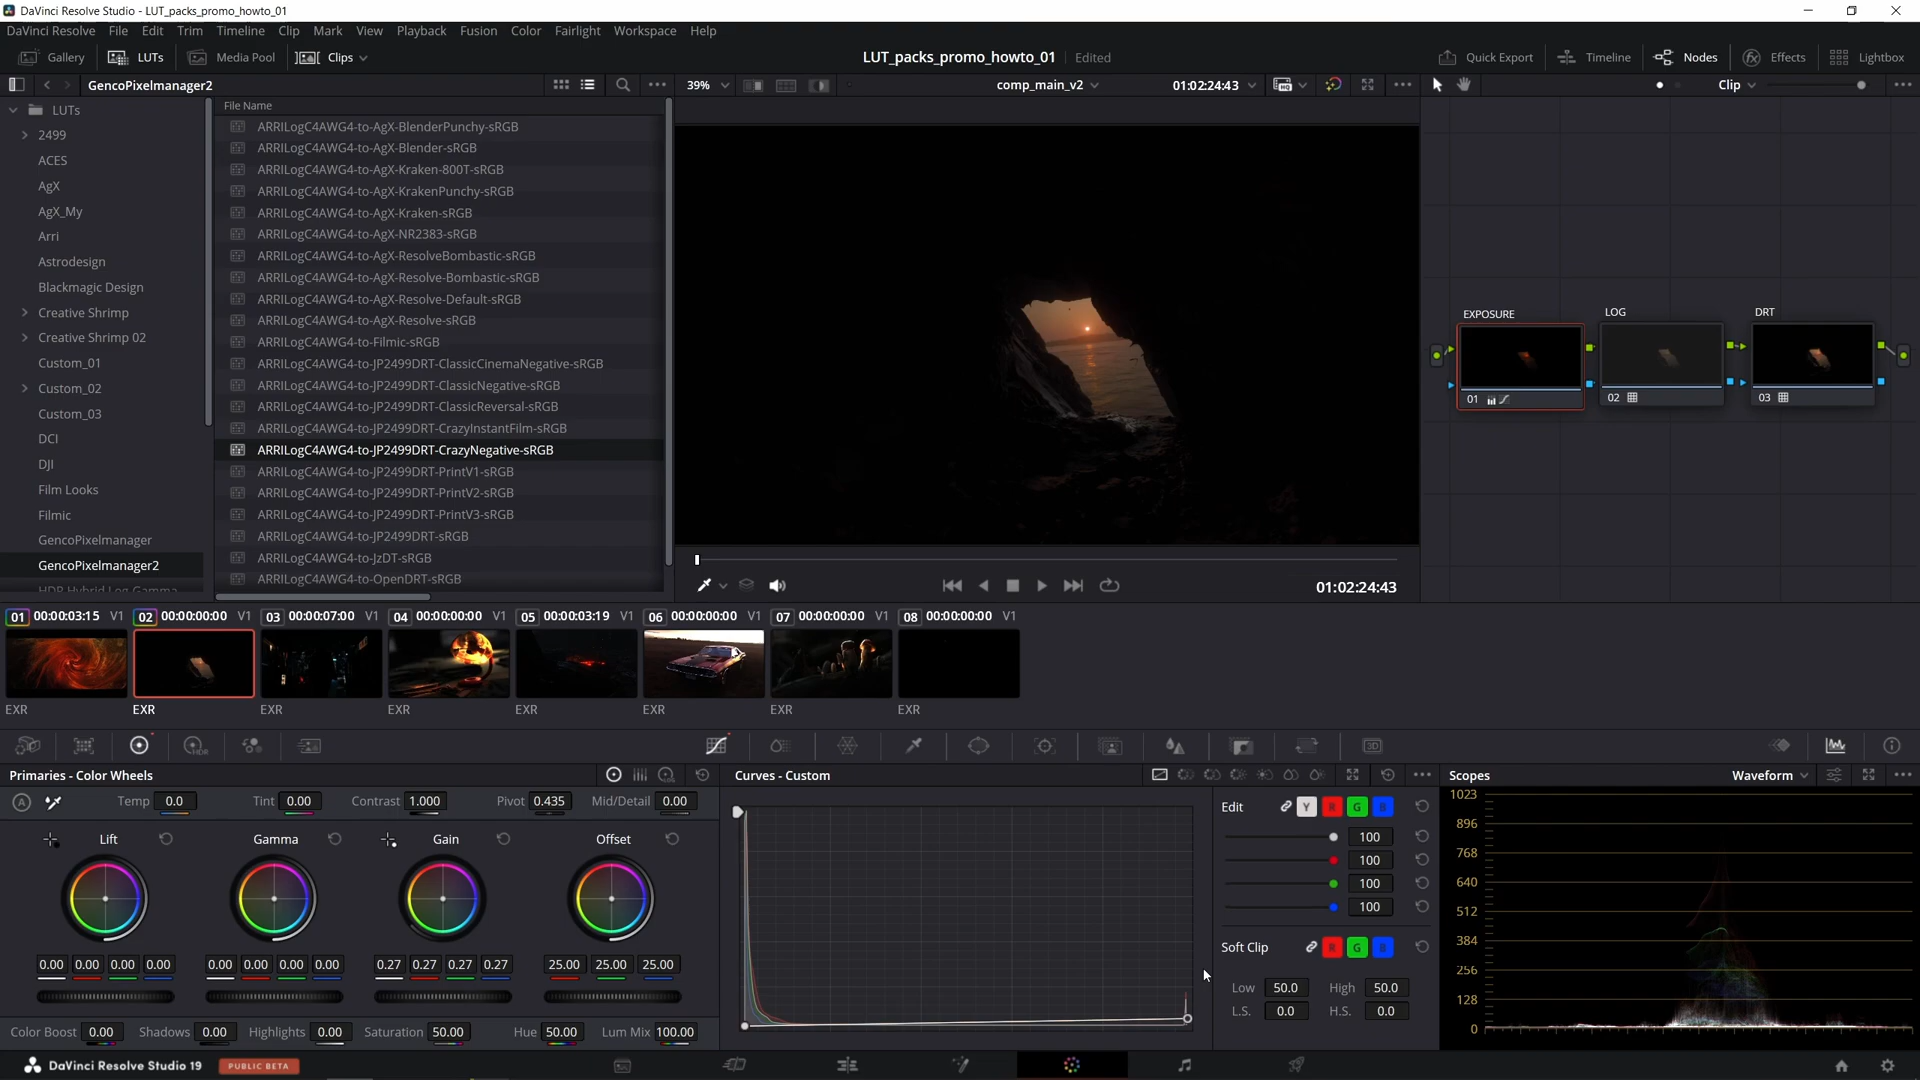 DaVinci Resolve Studio - LUT_packs_promo_howto_01
DaVinci Resolve File Edit Trim Timeline Clip Mark View Playback Fusion Color Fairlight Workspace Help
Gallery LUTs Media Pool Clips LUT_packs_promo_howto_01 Edited Quick Export Timeline Nodes Effects Lightbox
GencoPixelmanager2 39% comp_main_v2 01:02:24:43 Clip
LUTs
2499
ACES
AgX
AgX_My
Arri
Astrodesign
Blackmagic Design
Creative Shrimp
Creative Shrimp 02
Custom_01
Custom_02
Custom_03
DCI
DJI
Film Looks
Filmic
GencoPixelmanager
GencoPixelmanager2
HDR Hybrid Log Gamma
File Name
ARRILogC4AWG4-to-AgX-BlenderPunchy-sRGB
ARRILogC4AWG4-to-AgX-Blender-sRGB
ARRILogC4AWG4-to-AgX-Kraken-800T-sRGB
ARRILogC4AWG4-to-AgX-KrakenPunchy-sRGB
ARRILogC4AWG4-to-AgX-Kraken-sRGB
ARRILogC4AWG4-to-AgX-NR2383-sRGB
ARRILogC4AWG4-to-AgX-ResolveBombastic-sRGB
ARRILogC4AWG4-to-AgX-Resolve-Bombastic-sRGB
ARRILogC4AWG4-to-AgX-Resolve-Default-sRGB
ARRILogC4AWG4-to-AgX-Resolve-sRGB
ARRILogC4AWG4-to-Filmic-sRGB
ARRILogC4AWG4-to-JP2499DRT-ClassicCinemaNegative-sRGB
ARRILogC4AWG4-to-JP2499DRT-ClassicNegative-sRGB
ARRILogC4AWG4-to-JP2499DRT-ClassicReversal-sRGB
ARRILogC4AWG4-to-JP2499DRT-CrazyInstantFilm-sRGB
ARRILogC4AWG4-to-JP2499DRT-CrazyNegative-sRGB
ARRILogC4AWG4-to-JP2499DRT-PrintV1-sRGB
ARRILogC4AWG4-to-JP2499DRT-PrintV2-sRGB
ARRILogC4AWG4-to-JP2499DRT-PrintV3-sRGB
ARRILogC4AWG4-to-JP2499DRT-sRGB
ARRILogC4AWG4-to-JzDT-sRGB
ARRILogC4AWG4-to-OpenDRT-sRGB
01:02:24:43
EXPOSURE LOG DRT
01 02 03
01 00:00:03:15 V1 02 00:00:00:00 V1 03 00:00:07:00 V1 04 00:00:00:00 V1 05 00:00:03:19 V1 06 00:00:00:00 V1 07 00:00:00:00 V1 08 00:00:00:00 V1
EXR EXR EXR EXR EXR EXR EXR EXR
HDR 3D
Primaries - Color Wheels
A Temp 0.0 Tint 0.00 Contrast 1.000 Pivot 0.435 Mid/Detail 0.00
Lift Gamma Gain Offset
0.00 0.00 0.00 0.00 0.00 0.00 0.00 0.00 0.27 0.27 0.27 0.27 25.00 25.00 25.00
Color Boost 0.00 Shadows 0.00 Highlights 0.00 Saturation 50.00 Hue 50.00 Lum Mix 100.00
Curves - Custom
Edit Y R G B
100
100
100
100
Soft Clip R G B
Low 50.0 High 50.0
L.S. 0.0 H.S. 0.0
Scopes Waveform
1023
896
768
640
512
384
256
128
0
DaVinci Resolve Studio 19 PUBLIC BETA